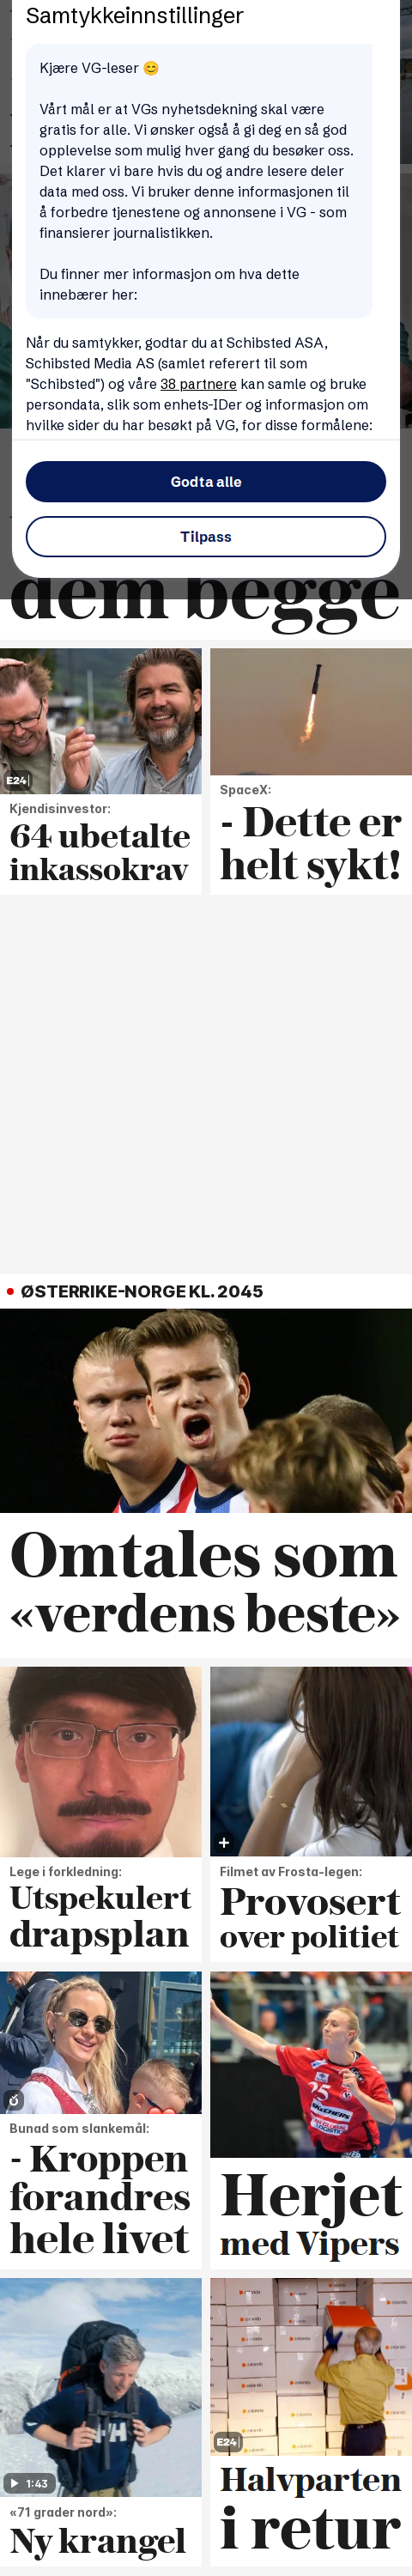 Samtykkeinnstillinger
Kjære VG-leser 😊
Vårt mål er at VGs nyhetsdekning skal være
gratis for alle. Vi ønsker også å gi deg en så god
opplevelse som mulig hver gang du besøker oss.
Det klarer vi bare hvis du og andre lesere deler
data med oss. Vi bruker denne informasjonen til
å forbedre tjenestene og annonsene i VG - som
finansierer journalistikken.
Du finner mer informasjon om hva dette
innebærer her:
Når du samtykker, godtar du at Schibsted ASA,
Schibsted Media AS (samlet referert til som
"Schibsted") og våre 38 partnere kan samle og bruke
persondata, slik som enhets-IDer og informasjon om
hvilke sider du har besøkt på VG, for disse formålene:
Godta alle
Tilpass
dem begge
E24
Kjendisinvestor:
64 ubetalte
inkassokrav
SpaceX:
- Dette er
helt sykt!
ØSTERRIKE-NORGE KL. 2045
Omtales som
«verdens beste»
Lege i forkledning:
Utspekulert
drapsplan
Filmet av Frosta-legen:
Provosert
over politiet
Bunad som slankemål:
- Kroppen
forandres
hele livet
25
Herjet
med Vipers
1:43
«71 grader nord»:
Ny krangel
zalando
E24
Halvparten
i retur